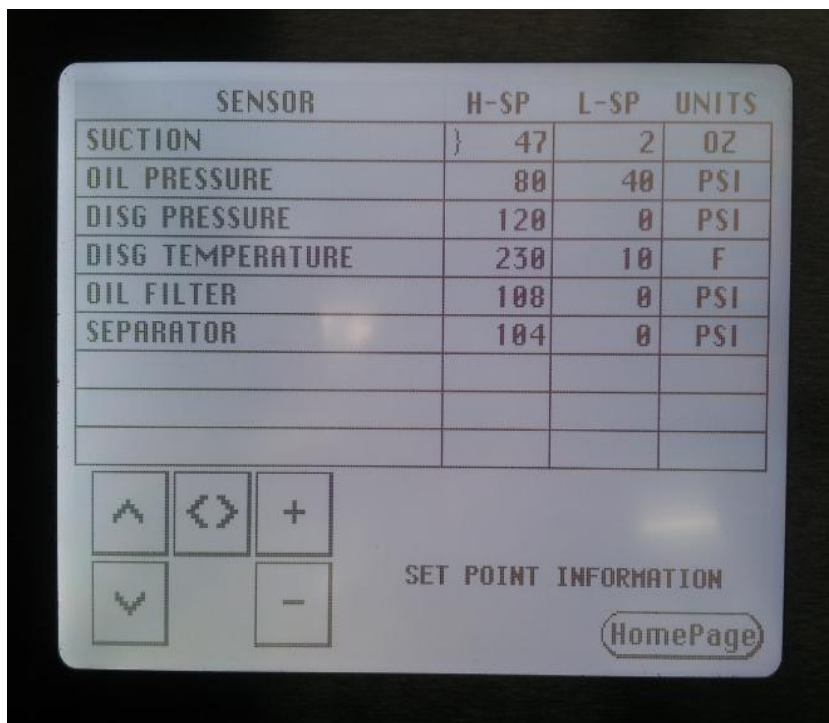 SENSOR H-SP L-SP UNITS
SUCTION } 47 2 OZ
OIL PRESSURE 80 40 PSI
DISG PRESSURE 120 0 PSI
DISG TEMPERATURE 230 10 F
OIL FILTER 108 0 PSI
SEPARATOR 104 0 PSI
^ <> +
v -
SET POINT INFORMATION
HomePage